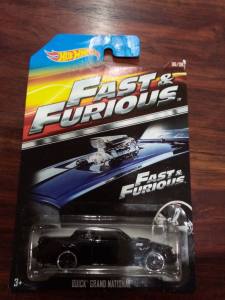 Hot Wheels
FAST &
FURIOUS
FAST &
FURIOUS
3+
BUICK GRAND NATIONAL